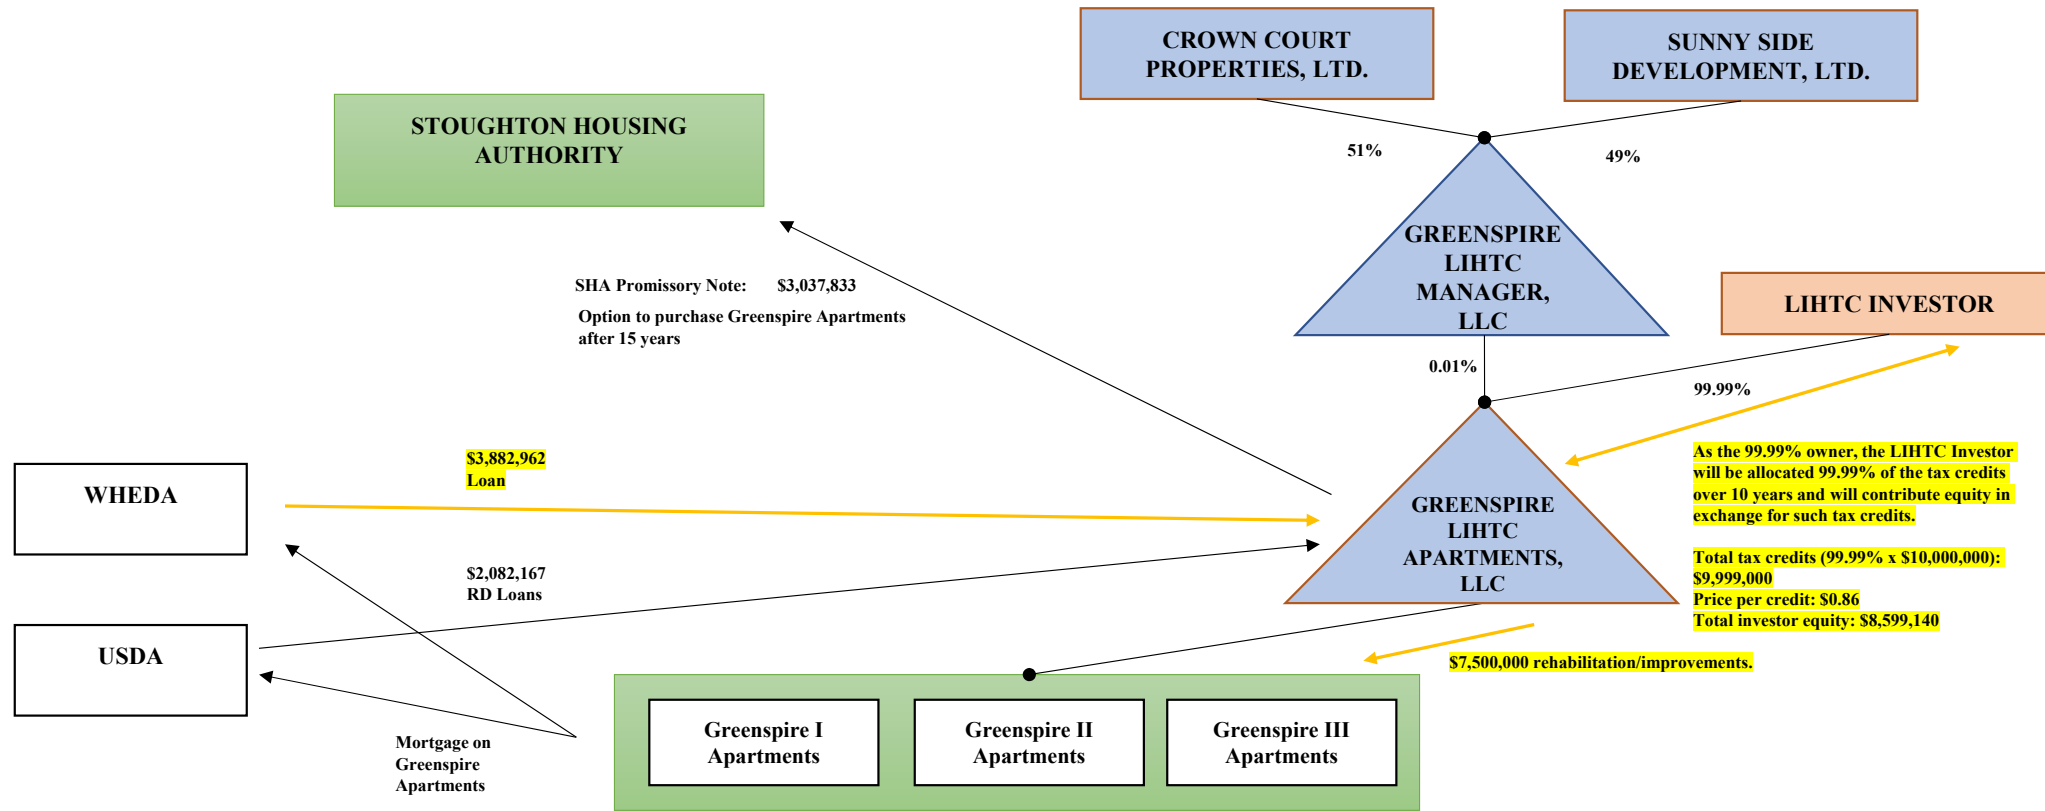 CROWN COURT
PROPERTIES, LTD.
SUNNY SIDE
DEVELOPMENT, LTD.
STOUGHTON HOUSING
AUTHORITY
51%
49%
GREENSPIRE
LIHTC
MANAGER,
LLC
LIHTC INVESTOR
SHA Promissory Note: $3,037,833
Option to purchase Greenspire Apartments
after 15 years
0.01%
99.99%
$3,882,962
Loan
WHEDA
As the 99.99% owner, the LIHTC Investor
will be allocated 99.99% of the tax credits
over 10 years and will contribute equity in
exchange for such tax credits.
GREENSPIRE
LIHTC
APARTMENTS,
LLC
Total tax credits (99.99% x $10,000,000):
$9,999,000
Price per credit: $0.86
Total investor equity: $8,599,140
$2,082,167
RD Loans
USDA
$7,500,000 rehabilitation/improvements.
Mortgage on
Greenspire
Apartments
Greenspire I
Apartments
Greenspire II
Apartments
Greenspire III
Apartments